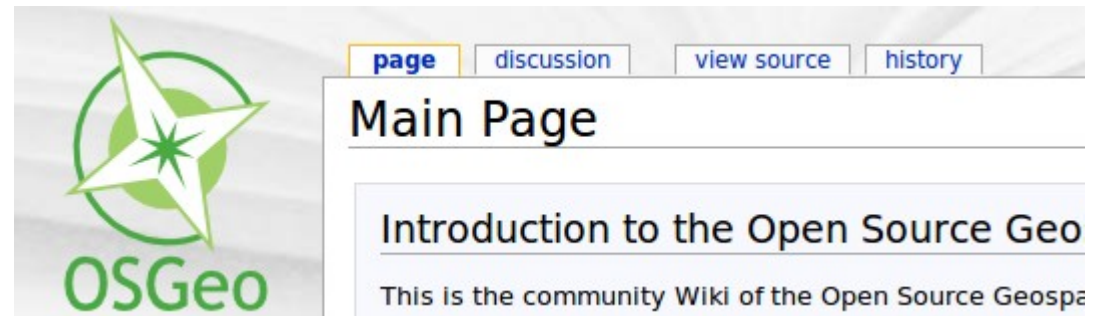 page discussion view source history
Main Page
Introduction to the Open Source Geo
This is the community Wiki of the Open Source Geospa
OSGeo